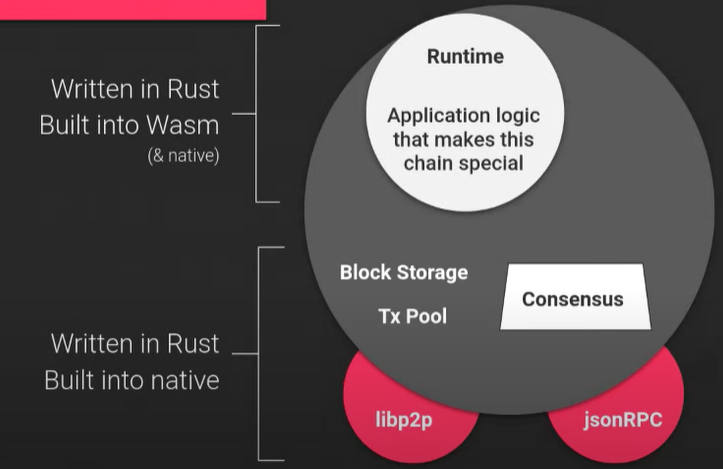 Written in Rust
Built into Wasm
(& native)
Runtime
Application logic
that makes this
chain special
Block Storage
Tx Pool
Consensus
Written in Rust
Built into native
libp2p
jsonRPC